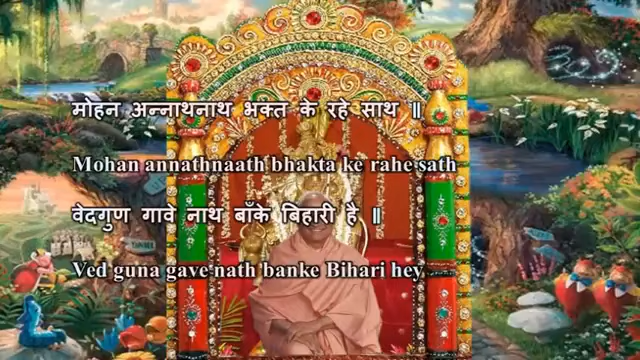 मोहन अन्नाथनाथ भक्त के रहे साथ ॥
Mohan annathnaath bhakta ke rahe sath
वेदगुण गावे नाथ बाँके बिहारी है ॥
Ved guna gave nath banke Bihari hey